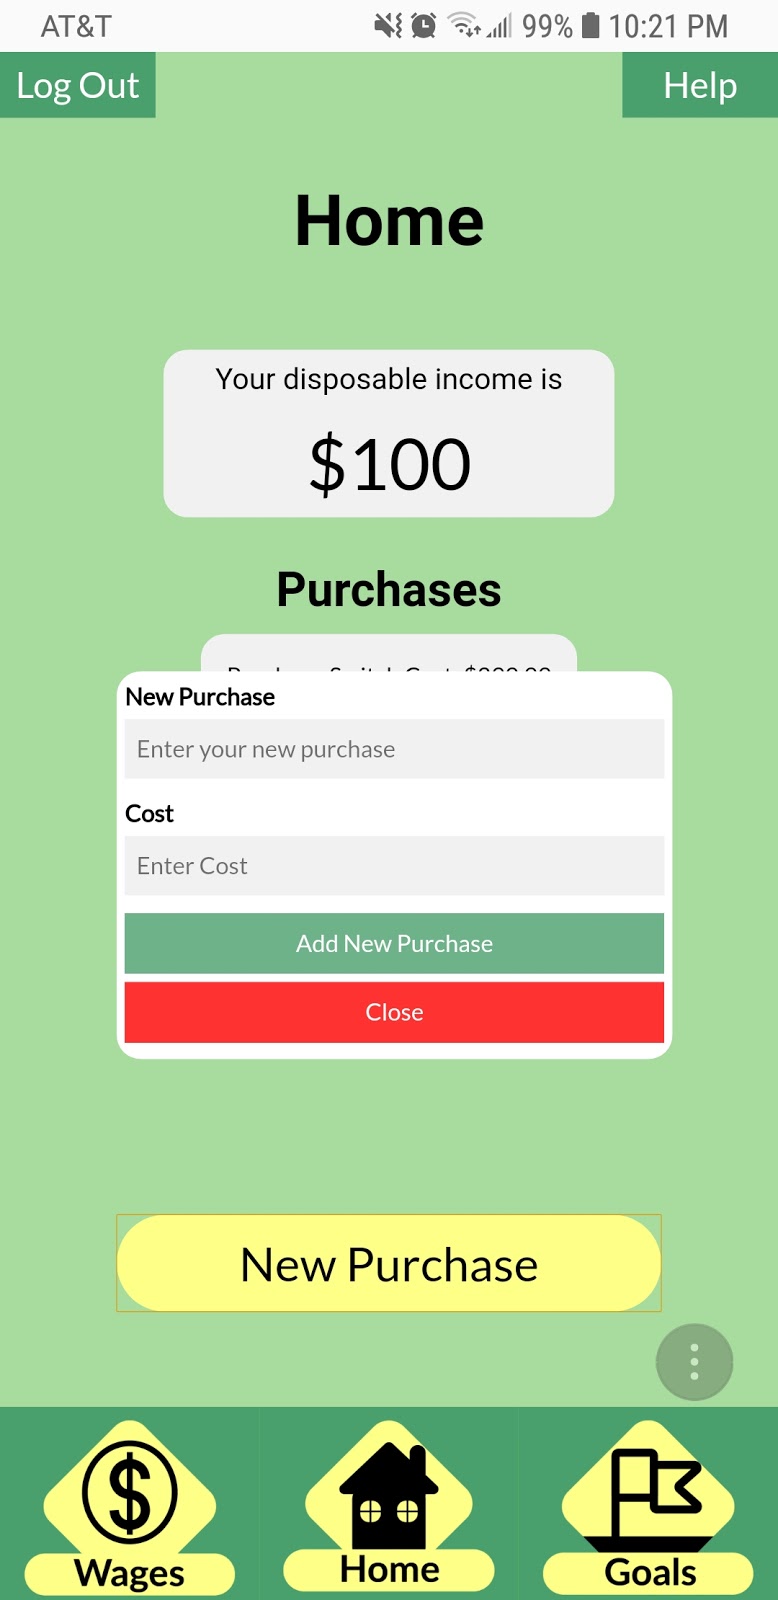 AT&T 99% 10:21 PM
Log Out Help
Home
Your disposable income is
$100
Purchases
New Purchase
Enter your new purchase
Cost
Enter Cost
Add New Purchase
Close
New Purchase
Wages Home Goals